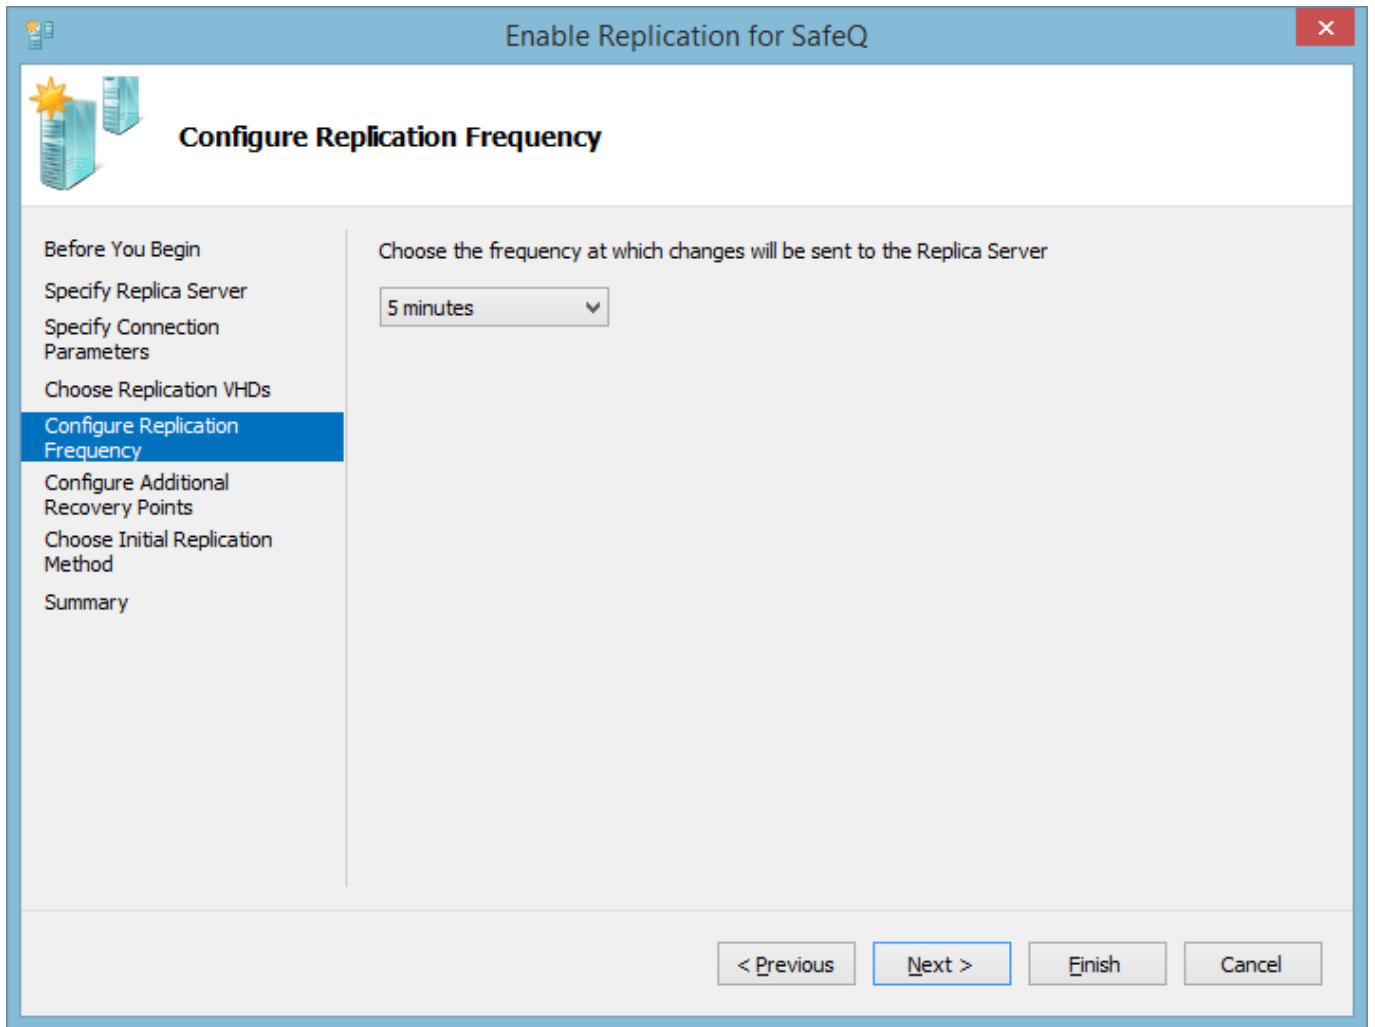 Enable Replication for SafeQ
Configure Replication Frequency
Before You Begin
Specify Replica Server
Specify Connection
Parameters
Choose Replication VHDs
Configure Replication
Frequency
Configure Additional
Recovery Points
Choose Initial Replication
Method
Summary
Choose the frequency at which changes will be sent to the Replica Server
5 minutes
< Previous
Next >
Finish
Cancel